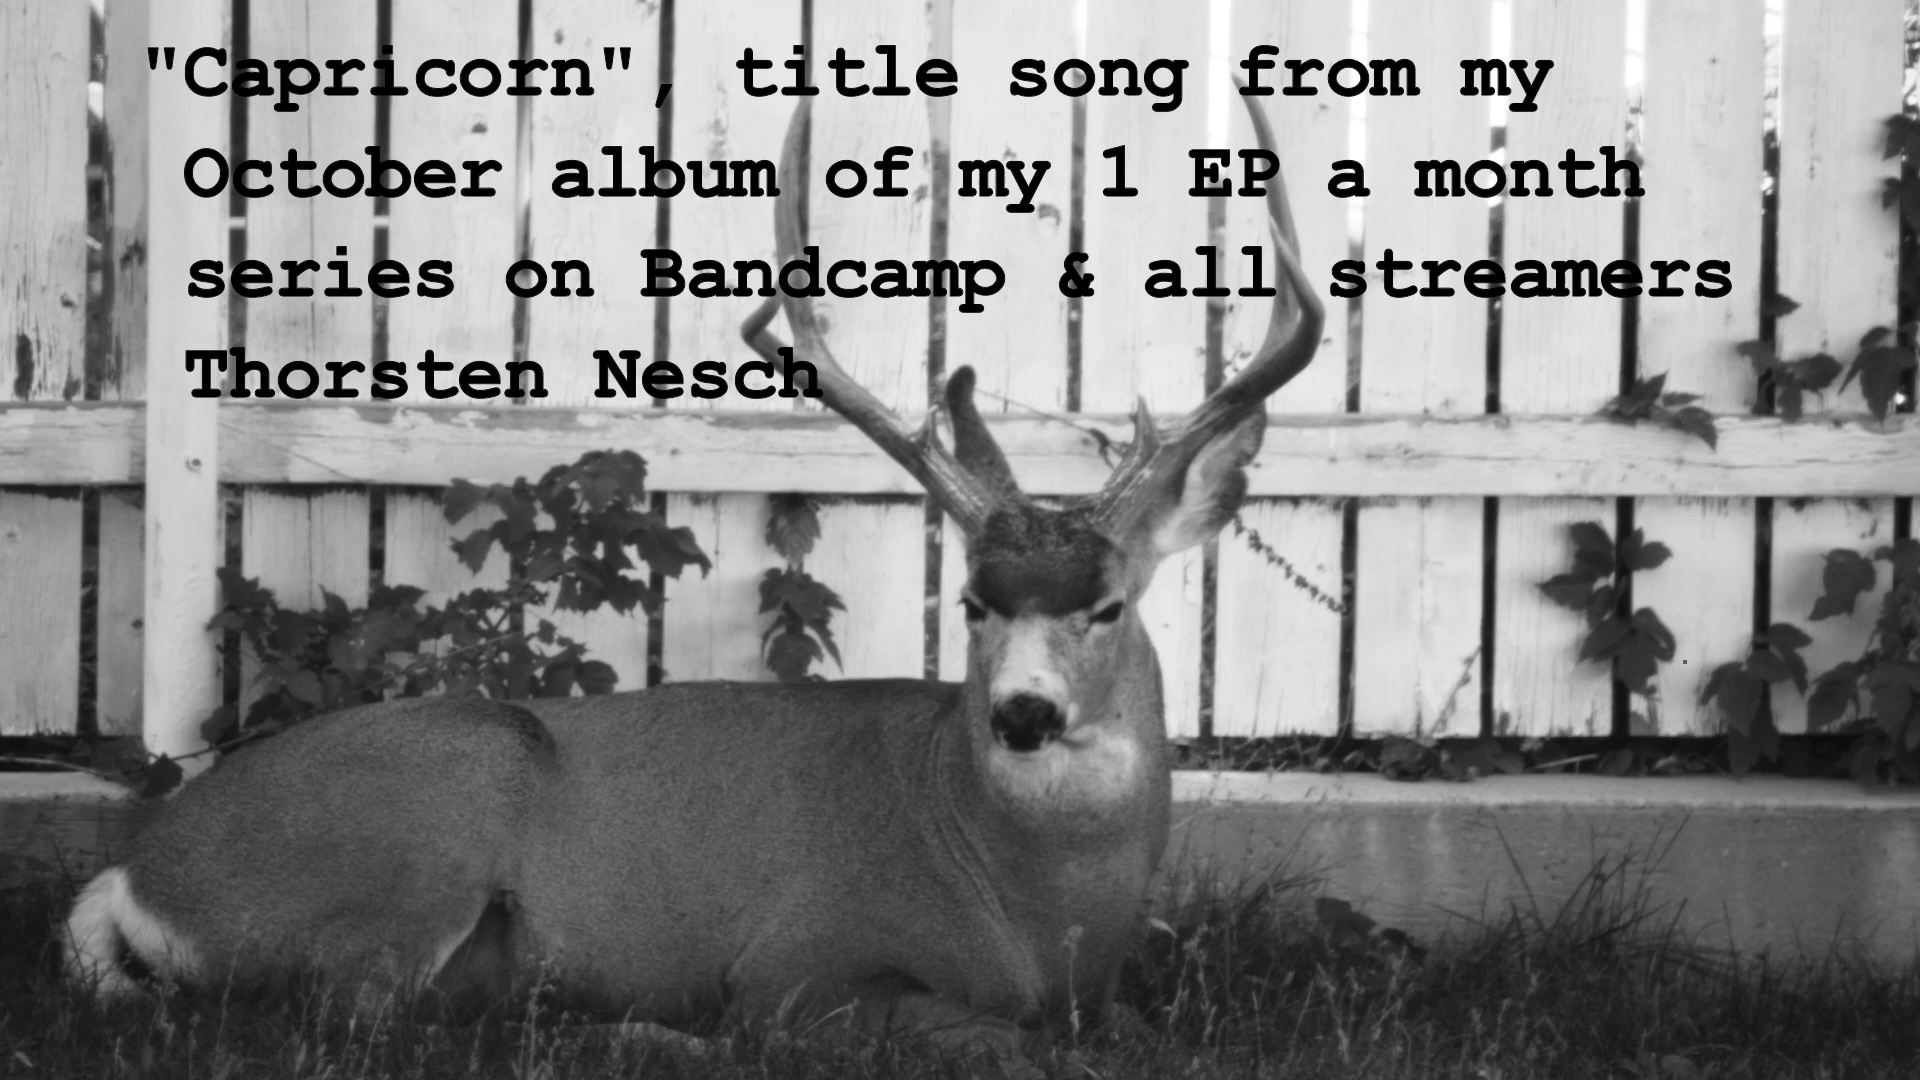 "Capricorn", title song from my
October album of my 1 EP a month
series on Bandcamp & all streamers
Thorsten Nesch